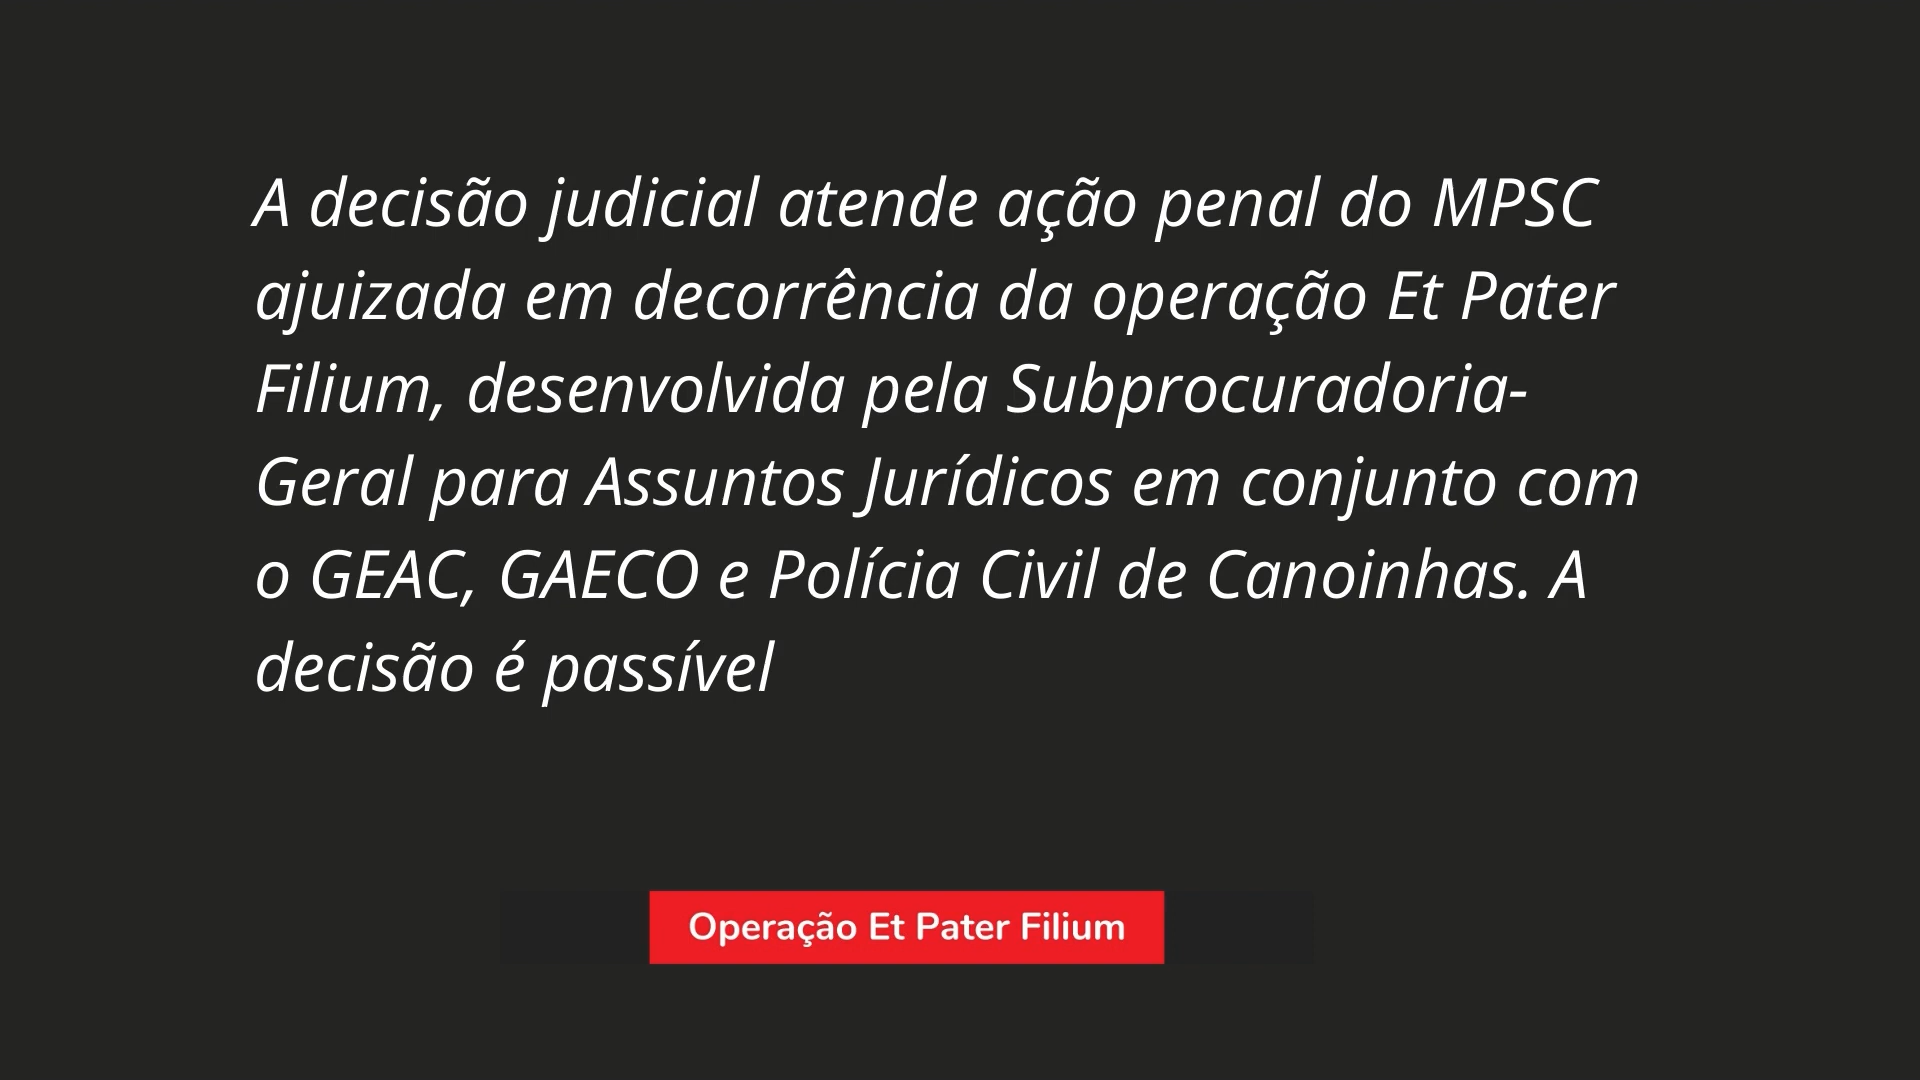 A decisão judicial atende ação penal do MPSC
ajuizada em decorrência da operação Et Pater
Filium, desenvolvida pela Subprocuradoria-
Geral para Assuntos Jurídicos em conjunto com
o GEAC, GAECO e Polícia Civil de Canoinhas. A
decisão é passível
Operação Et Pater Filium